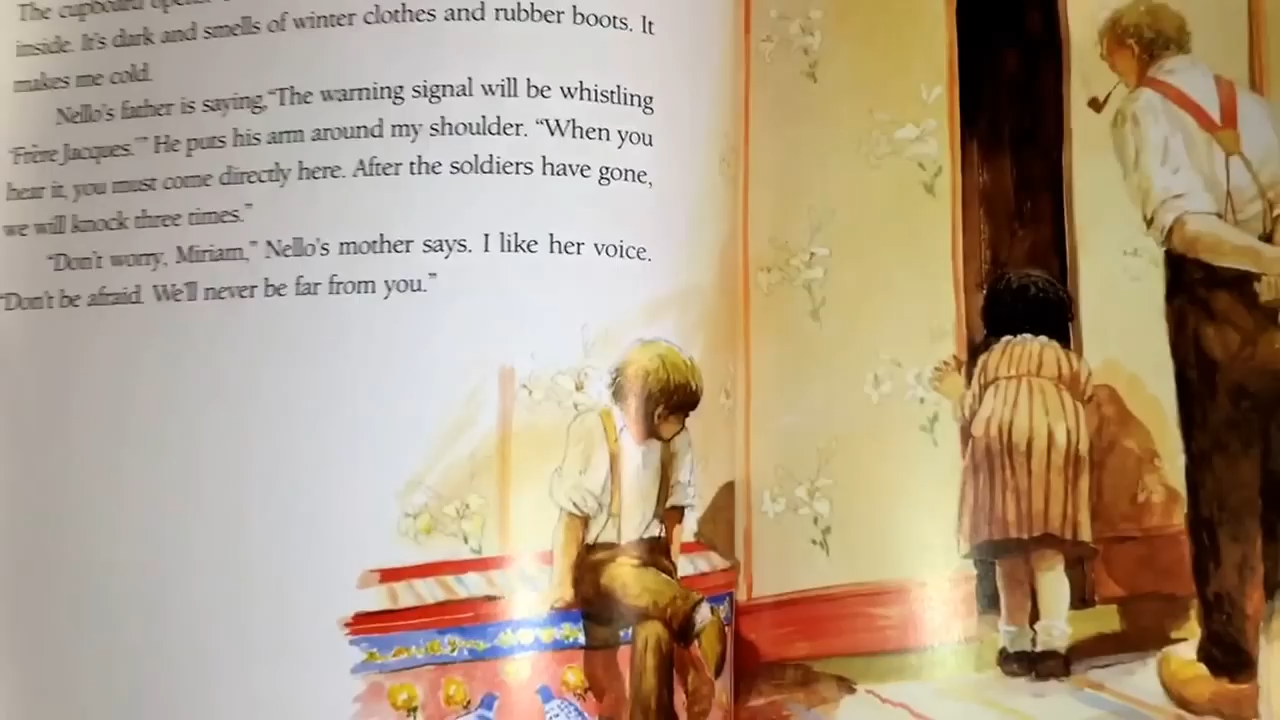 The cupboard
inside. It's dark and smells of winter clothes and rubber boots. It
makes me cold.
Nello's father is saying, “The warning signal will be whistling
‘Frère Jacques.’” He puts his arm around my shoulder. “When you
hear it, you must come directly here. After the soldiers have gone,
we will knock three times.”
“Don't worry, Miriam,” Nello's mother says. I like her voice.
“Don't be afraid. We'll never be far from you.”